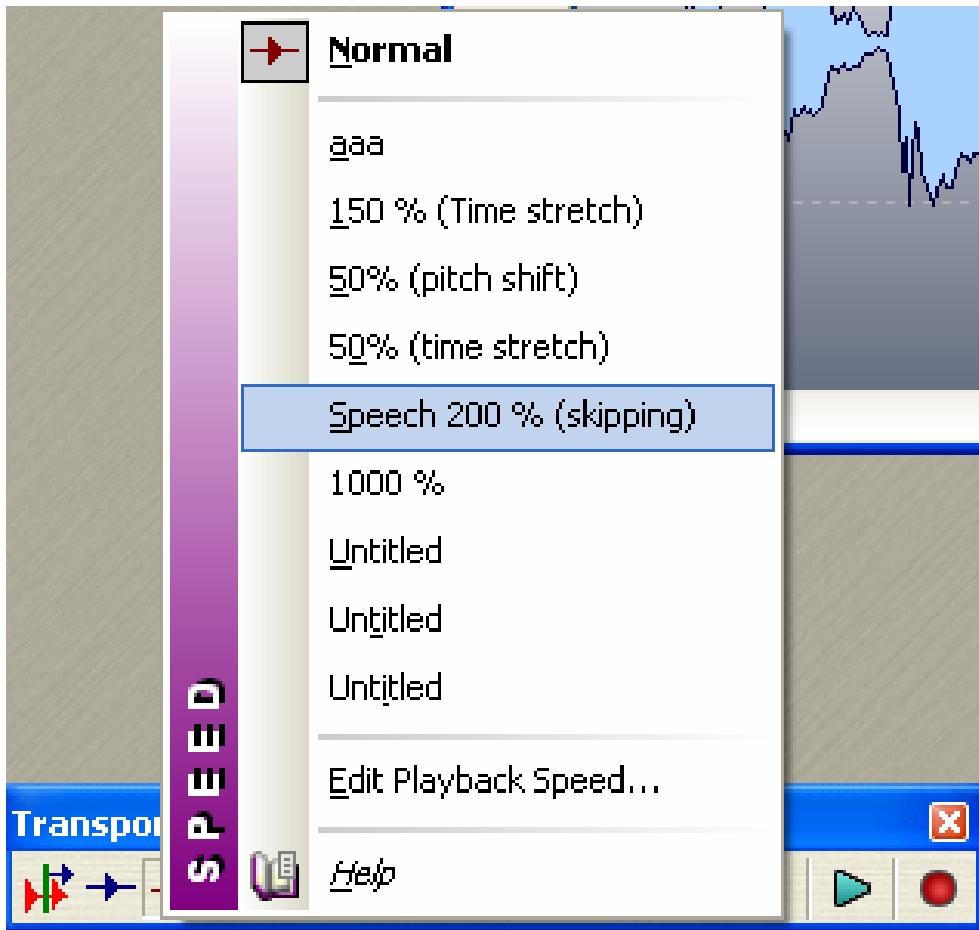 Normal
aaa
150 % (Time stretch)
50% (pitch shift)
50% (time stretch)
Speech 200 % (skipping)
1000 %
Untitled
Untitled
Untitled
Edit Playback Speed...
Help
SPEED
Transpor